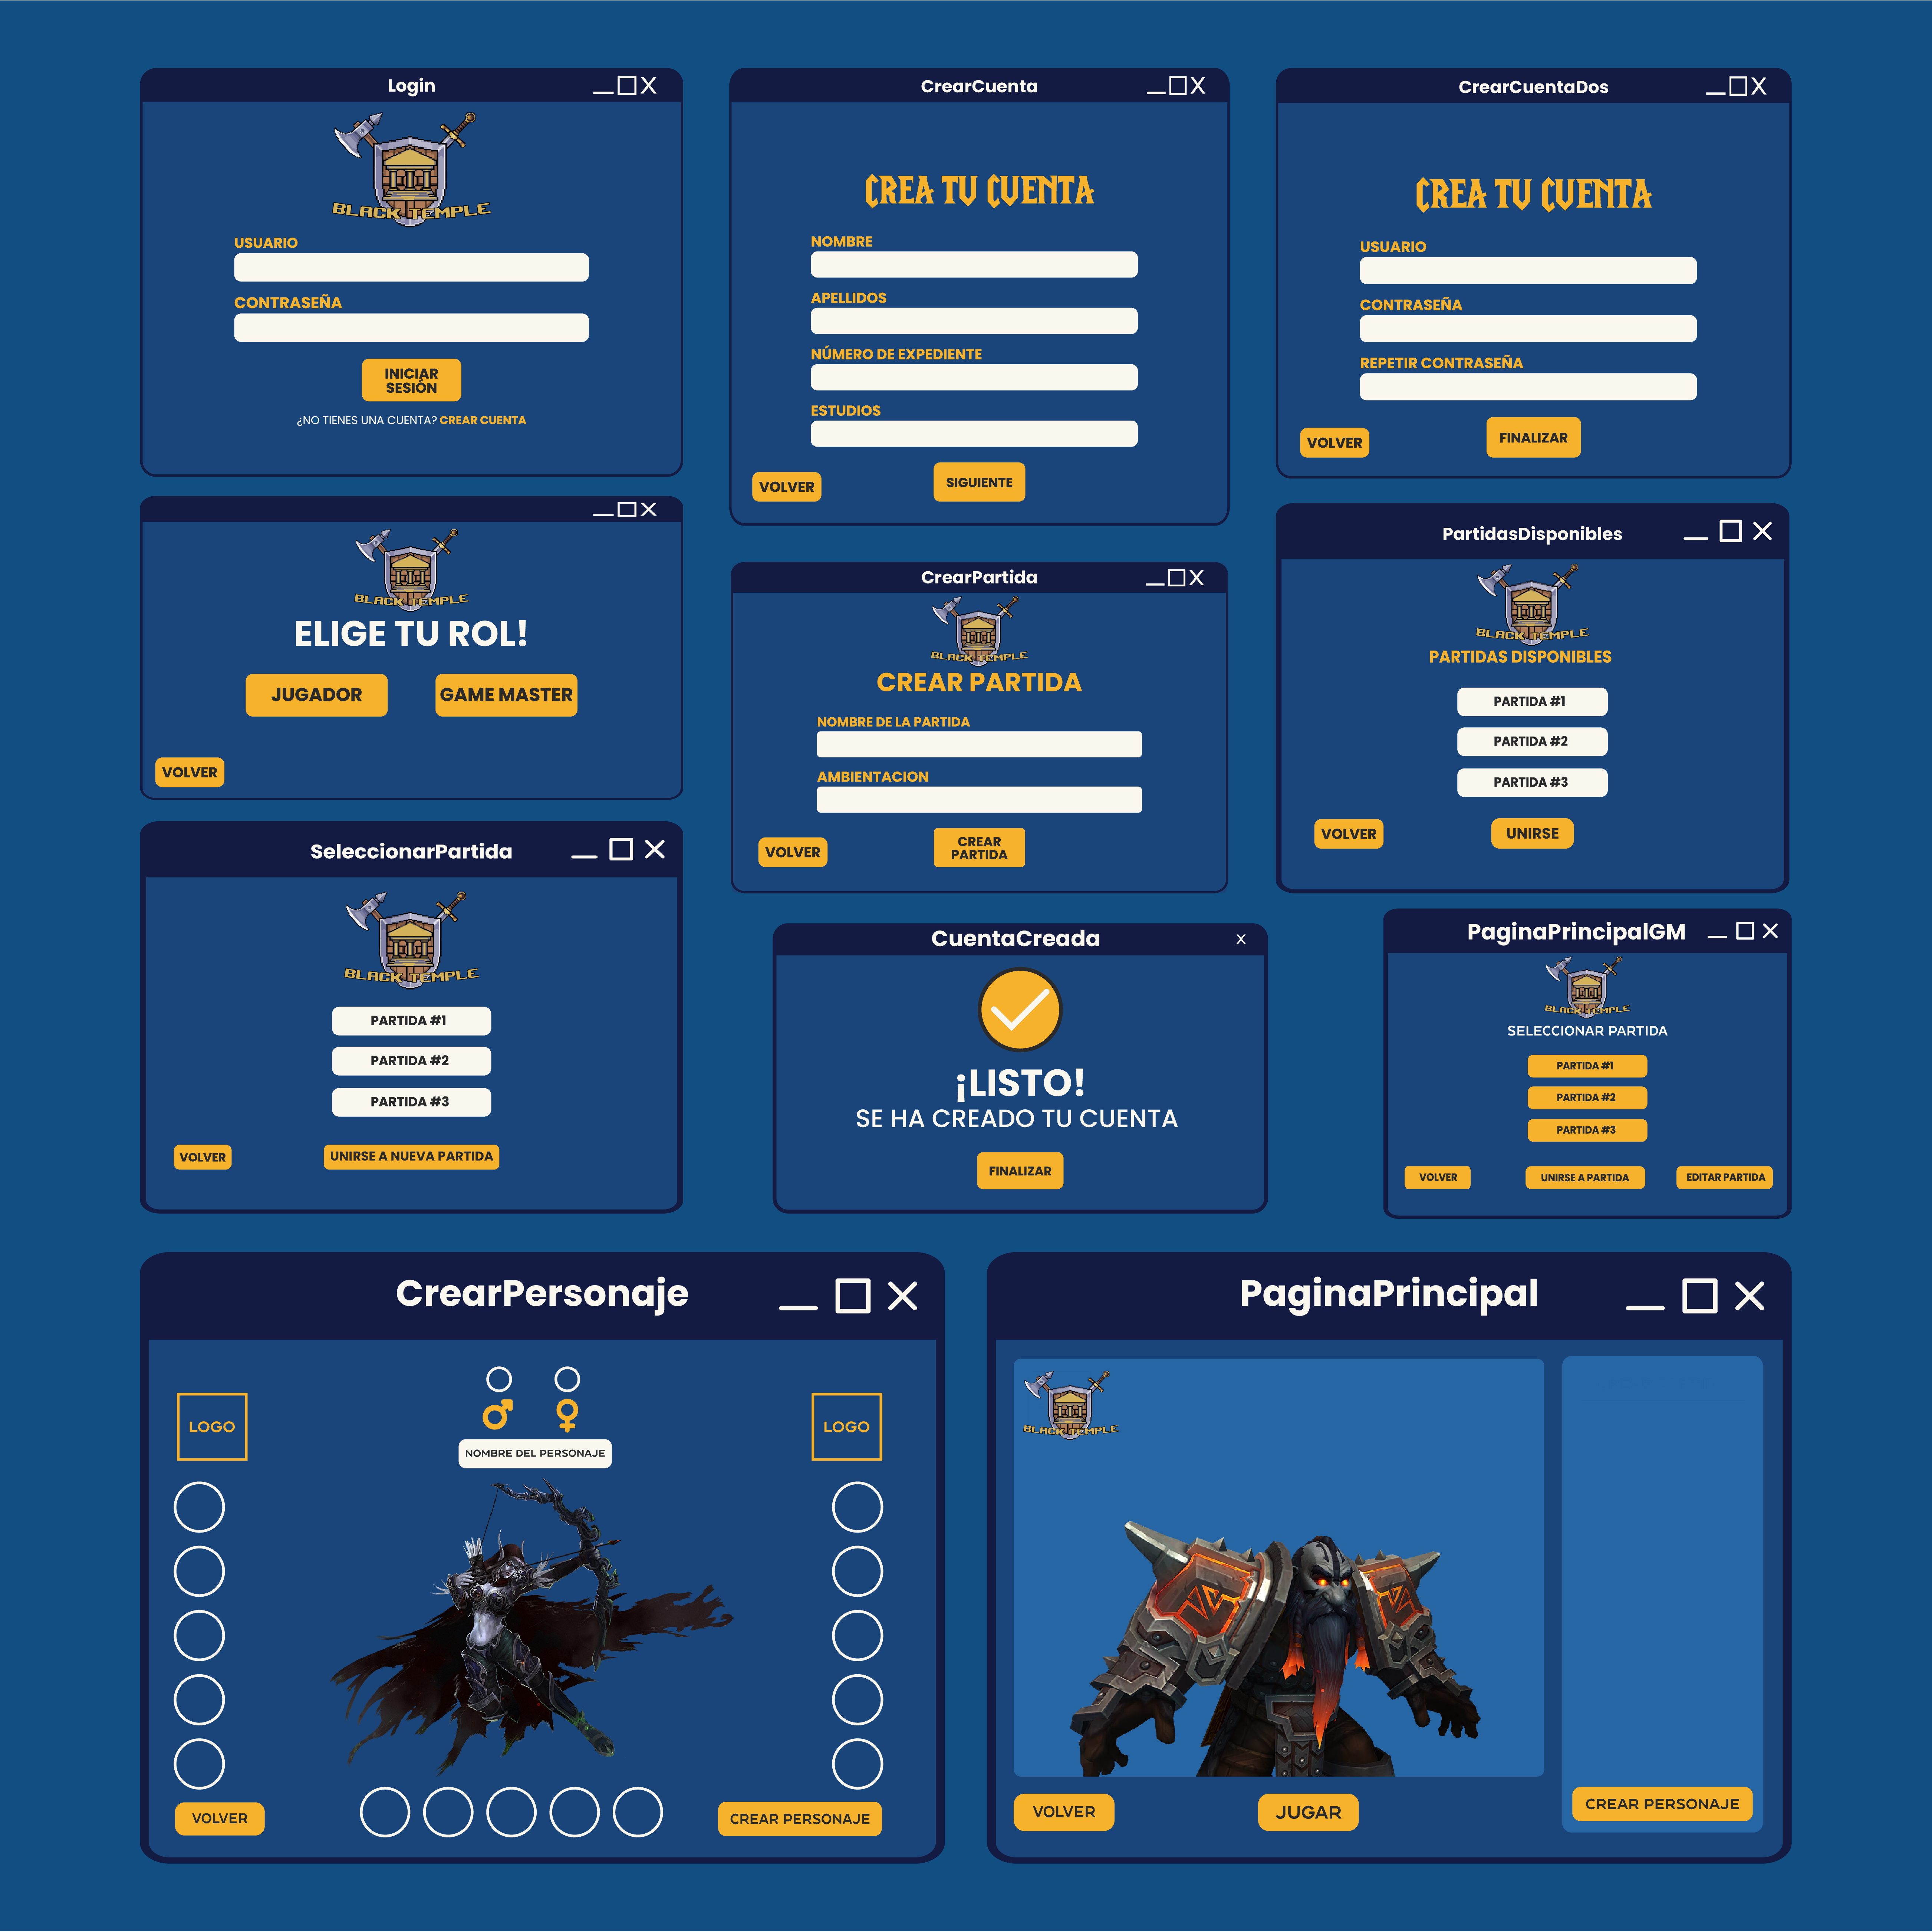 Login
BLACK TEMPLE
USUARIO
CONTRASEÑA
INICIAR
SESIÓN
¿NO TIENES UNA CUENTA? CREAR CUENTA
CrearCuenta
CREA TU CUENTA
NOMBRE
APELLIDOS
NÚMERO DE EXPEDIENTE
ESTUDIOS
VOLVER
SIGUIENTE
CrearCuentaDos
CREA TU CUENTA
USUARIO
CONTRASEÑA
REPETIR CONTRASEÑA
VOLVER
FINALIZAR
BLACK TEMPLE
ELIGE TU ROL!
JUGADOR
GAME MASTER
VOLVER
CrearPartida
BLACK TEMPLE
CREAR PARTIDA
NOMBRE DE LA PARTIDA
AMBIENTACION
VOLVER
CREAR
PARTIDA
PartidasDisponibles
BLACK TEMPLE
PARTIDAS DISPONIBLES
PARTIDA #1
PARTIDA #2
PARTIDA #3
VOLVER
UNIRSE
SeleccionarPartida
BLACK TEMPLE
PARTIDA #1
PARTIDA #2
PARTIDA #3
VOLVER
UNIRSE A NUEVA PARTIDA
CuentaCreada
¡LISTO!
SE HA CREADO TU CUENTA
FINALIZAR
PaginaPrincipalGM
BLACK TEMPLE
SELECCIONAR PARTIDA
PARTIDA #1
PARTIDA #2
PARTIDA #3
VOLVER
UNIRSE A PARTIDA
EDITAR PARTIDA
CrearPersonaje
LOGO
LOGO
NOMBRE DEL PERSONAJE
VOLVER
CREAR PERSONAJE
PaginaPrincipal
BLACK TEMPLE
VOLVER
JUGAR
CREAR PERSONAJE